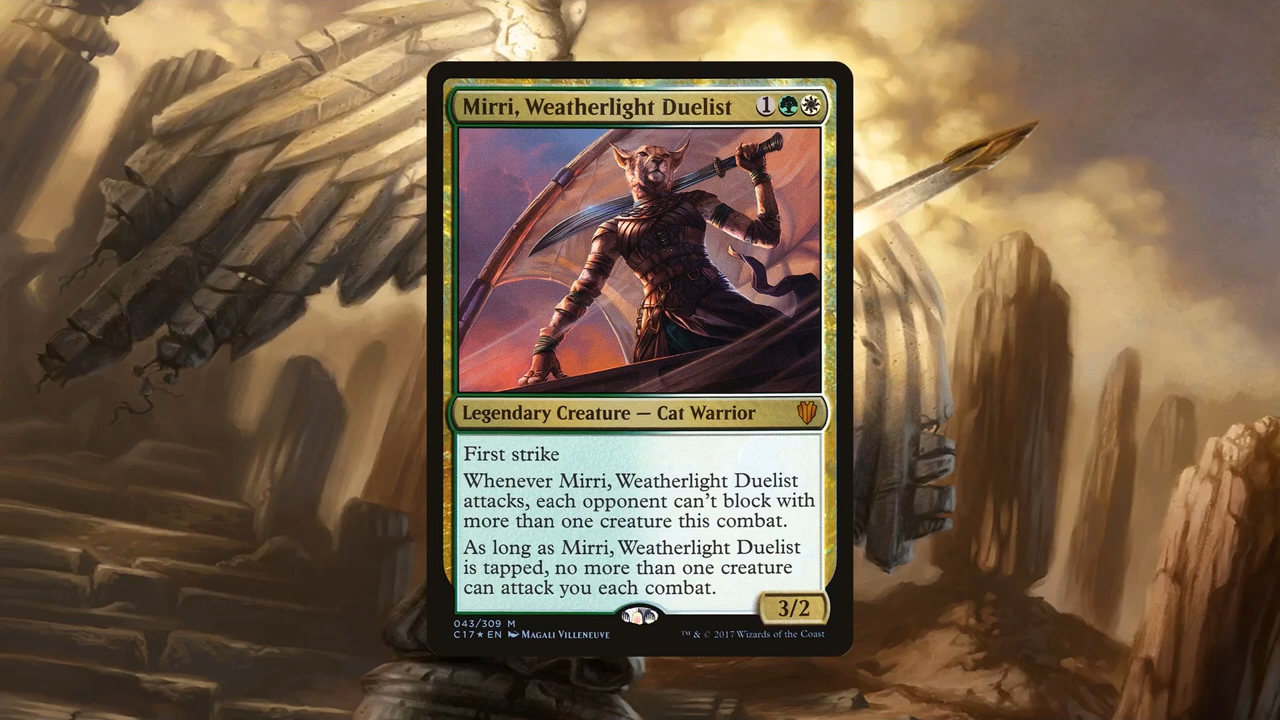 Mirri, Weatherlight Duelist 1
Legendary Creature — Cat Warrior
First strike
Whenever Mirri, Weatherlight Duelist
attacks, each opponent can't block with
more than one creature this combat.
As long as Mirri, Weatherlight Duelist
is tapped, no more than one creature
can attack you each combat.
3/2
043/309 M
C17★EN Magali Villeneuve
™ & © 2017 Wizards of the Coast